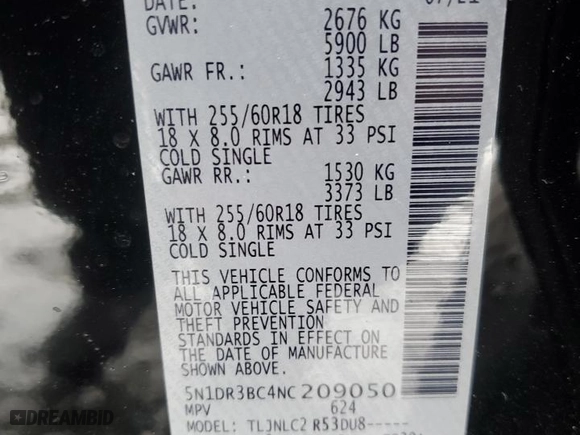 DATE:
GVWR: 2676 KG
5900 LB
GAWR FR.: 1335 KG
2943 LB
WITH 255/60R18 TIRES
18 X 8.0 RIMS AT 33 PSI
COLD SINGLE
GAWR RR.: 1530 KG
3373 LB
WITH 255/60R18 TIRES
18 X 8.0 RIMS AT 33 PSI
COLD SINGLE
THIS VEHICLE CONFORMS TO
ALL APPLICABLE FEDERAL
MOTOR VEHICLE SAFETY AND
THEFT PREVENTION
STANDARDS IN EFFECT ON
THE DATE OF MANUFACTURE
SHOWN ABOVE.
5N1DR3BC4NC209050
MPV 624
MODEL: TLJNLC2 R53DU8-----